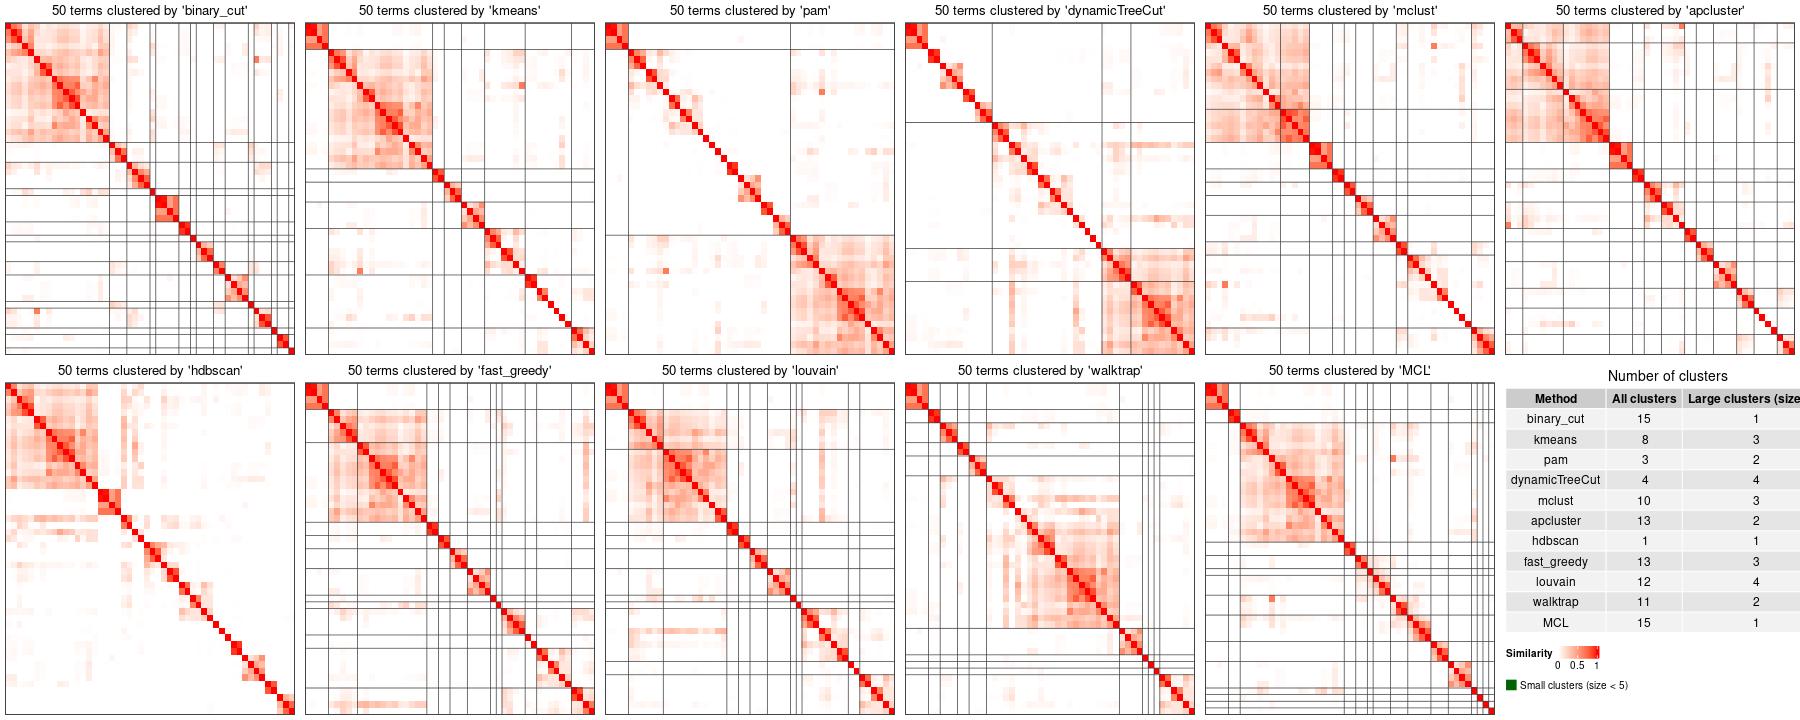 50 terms clustered by 'binary_cut'
50 terms clustered by 'kmeans'
50 terms clustered by 'pam'
50 terms clustered by 'dynamicTreeCut'
50 terms clustered by 'mclust'
50 terms clustered by 'apcluster'
50 terms clustered by 'hdbscan'
50 terms clustered by 'fast_greedy'
50 terms clustered by 'louvain'
50 terms clustered by 'walktrap'
50 terms clustered by 'MCL'
Number of clusters
Method All clusters Large clusters (size
binary_cut 15 1
kmeans 8 3
pam 3 2
dynamicTreeCut 4 4
mclust 10 3
apcluster 13 2
hdbscan 1 1
fast_greedy 13 3
louvain 12 4
walktrap 11 2
MCL 15 1
Similarity
0 0.5 1
Small clusters (size < 5)